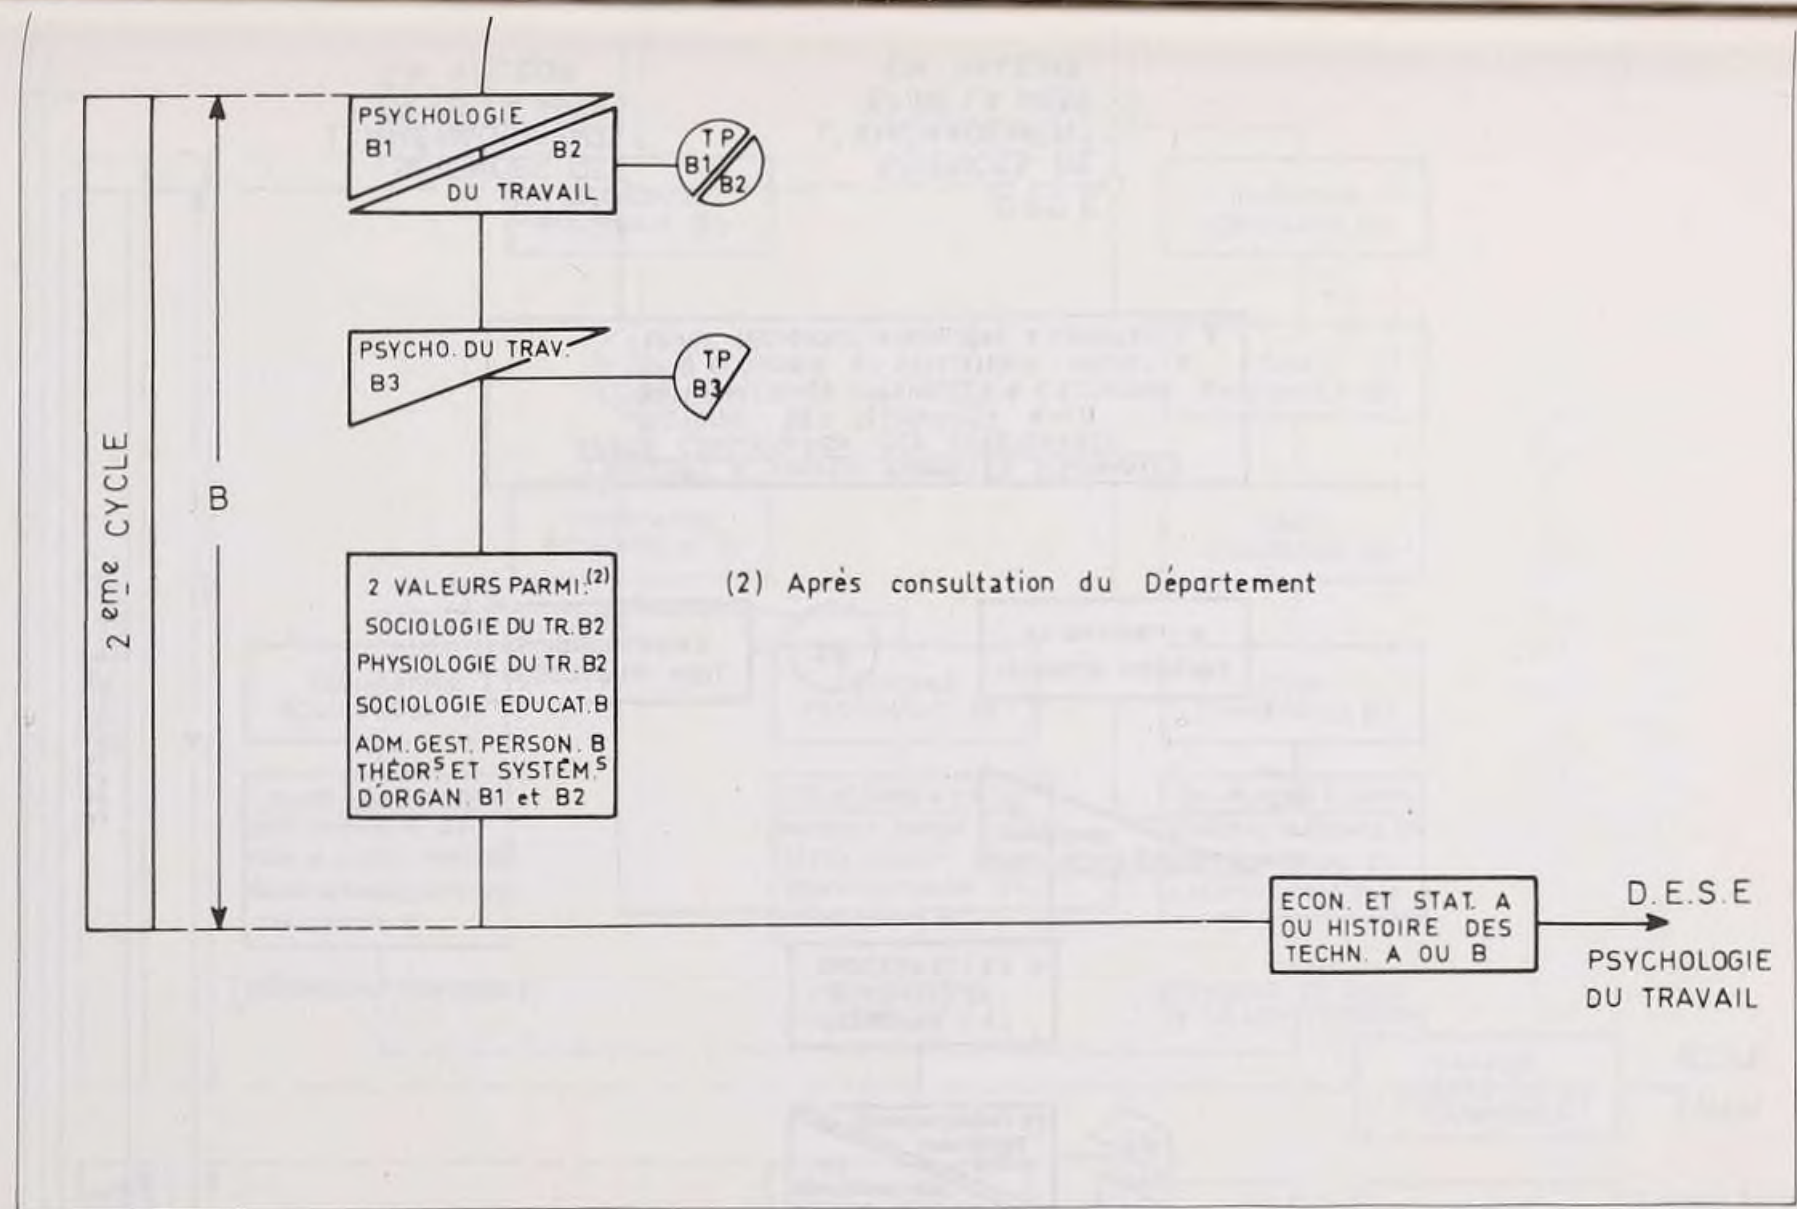 2 eme CYCLE
B
PSYCHOLOGIE
B1
B2
DU TRAVAIL
TP
B1
B2
PSYCHO. DU TRAV.
B3
TP
B3
2 VALEURS PARMI:(2)
SOCIOLOGIE DU TR. B2
PHYSIOLOGIE DU TR. B2
SOCIOLOGIE EDUCAT. B
ADM. GEST. PERSON. B
THÉOR.S ET SYSTÉM.S
D'ORGAN. B1 et B2
(2) Après consultation du Département
ECON. ET STAT. A
OU HISTOIRE DES
TECHN. A OU B
D.E.S.E
PSYCHOLOGIE
DU TRAVAIL